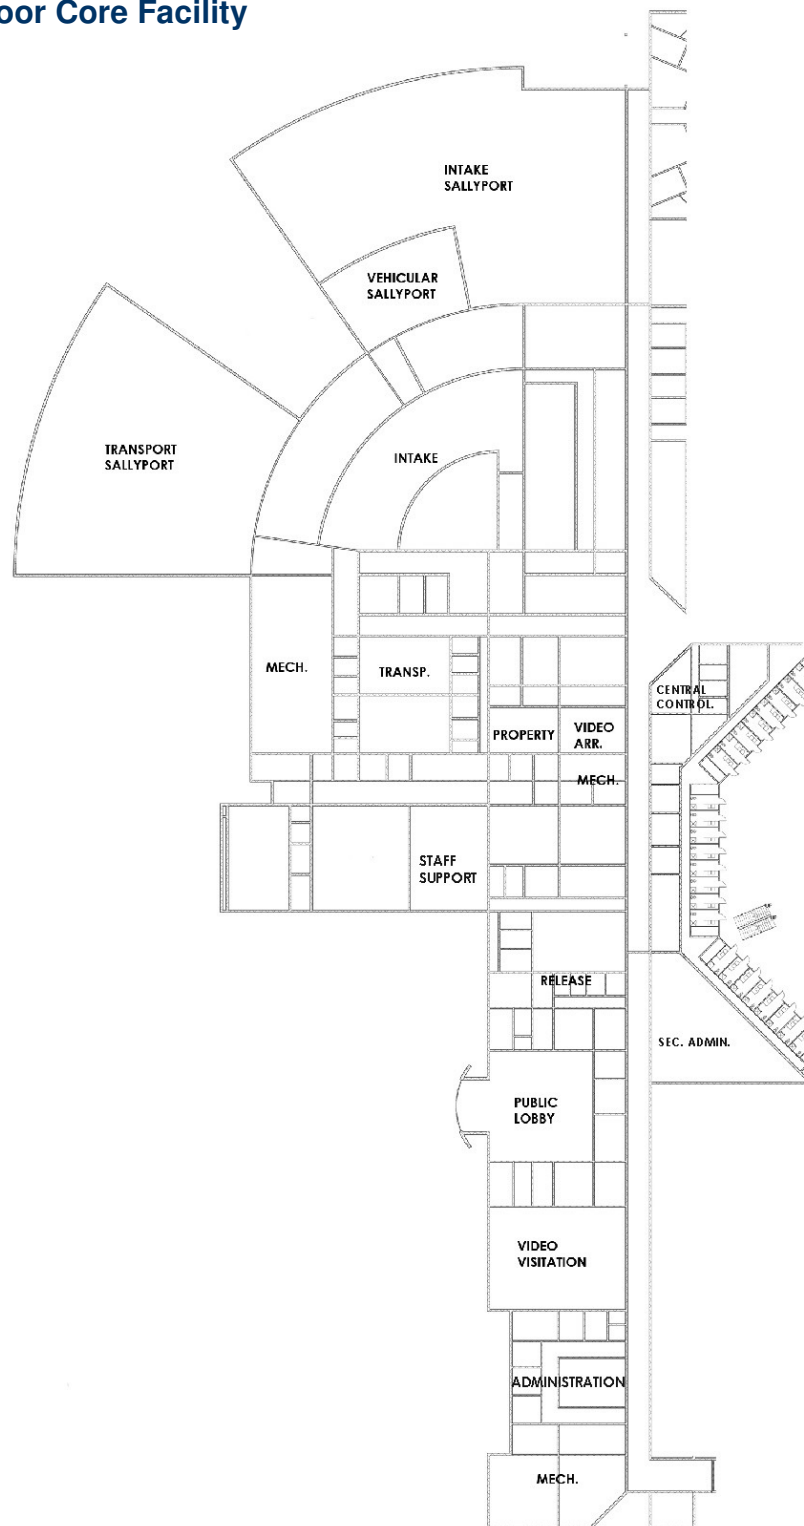 oor Core Facility
INTAKE
SALLYPORT
VEHICULAR
SALLYPORT
TRANSPORT
SALLYPORT
INTAKE
MECH.
TRANSP.
CENTRAL
CONTROL.
PROPERTY
VIDEO
ARR.
MECH.
STAFF
SUPPORT
RELEASE
SEC. ADMIN.
PUBLIC
LOBBY
VIDEO
VISITATION
ADMINISTRATION
MECH.